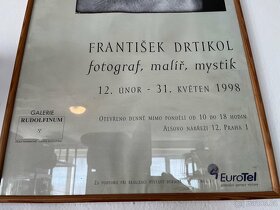 FRANTIŠEK DRTIKOL
fotograf, malíř, mystik
12. ÚNOR - 31. KVĚTEN 1998
OTEVŘENO DENNĚ MIMO PONDĚLÍ OD 10 DO 18 HODIN
ALŠOVO NÁBŘEŽÍ 12, PRAHA 1
GALERIE
RUDOLFINUM
EuroTel